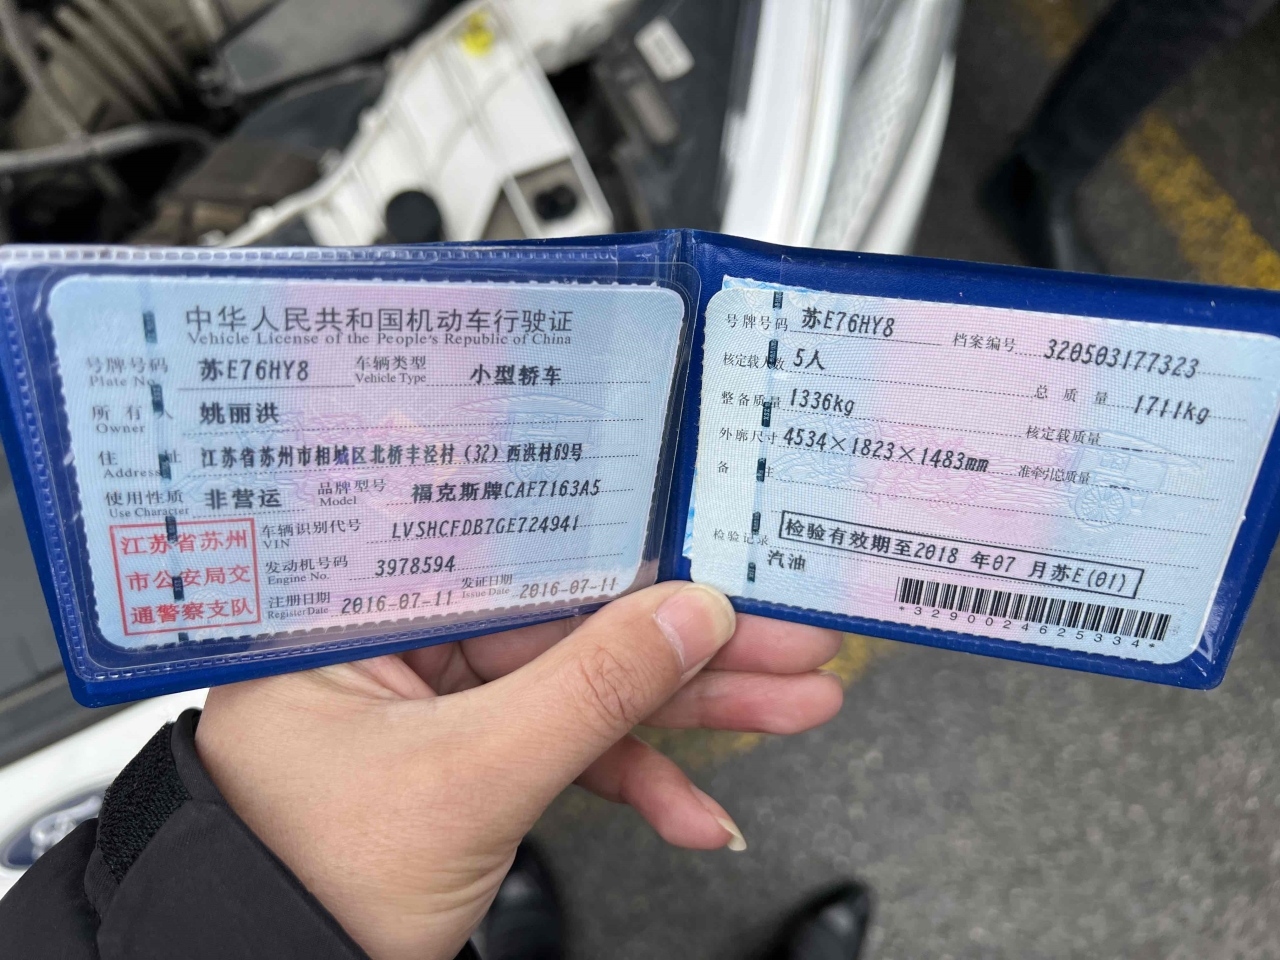 中华人民共和国机动车行驶证
Vehicle License of the People's Republic of China
号牌号码 苏E76HY8 车辆类型 小型轿车
Plate No. Vehicle Type
所有人 姚丽洪
Owner
住址 江苏省苏州市相城区北桥丰泾村(32)西洪村69号
Address
使用性质 非营运 品牌型号 福克斯牌CAF7163A5
Use Character Model
江苏省苏州
市公安局交
通警察支队
车辆识别代号 LVSHCFDB7GE724941
VIN
发动机号码 3978594
Engine No.
注册日期 2016-07-11 发证日期 2016-07-11
Register Date Issue Date
号牌号码 苏E76HY8 档案编号 320503177323
核定载人数 5人 总质量 1711kg
整备质量 1336kg 核定载质量
外廓尺寸 4534×1823×1483mm 准牵引总质量 --
备注
检验记录 检验有效期至2018 年07 月苏E(01)
汽油
*3290024625334*